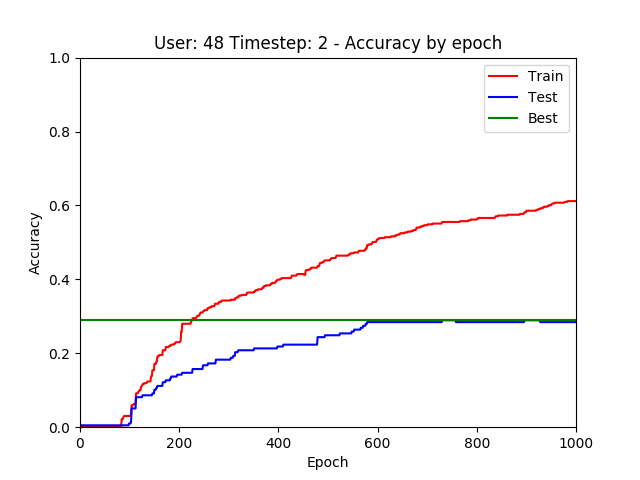 User: 48 Timestep: 2 - Accuracy by epoch
1.0
0.8
0.6
0.4
0.2
0.0
Accuracy
Train
Test
Best
0 200 400 600 800 1000
Epoch